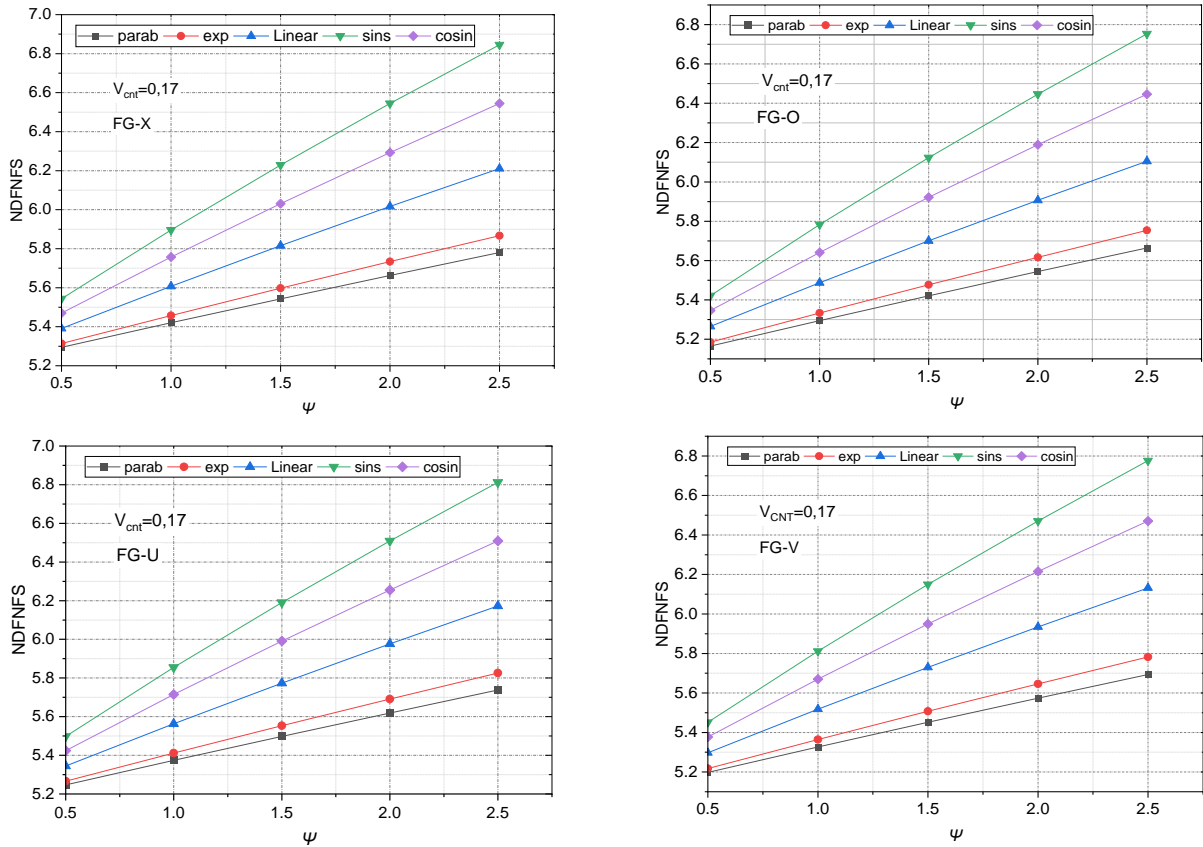 7.0
6.8
6.6
6.4
6.2
6.0
5.8
5.6
5.4
5.2
NDFNFS
parab exp Linear sins cosin
Vcnt=0,17
FG-X
0.5 1.0 1.5 2.0 2.5
Ψ
6.8
6.6
6.4
6.2
6.0
5.8
5.6
5.4
5.2
NDFNFS
parab exp Linear sins cosin
Vcnt=0,17
FG-O
0.5 1.0 1.5 2.0 2.5
Ψ
7.0
6.8
6.6
6.4
6.2
6.0
5.8
5.6
5.4
5.2
NDFNFS
parab exp Linear sins cosin
Vcnt=0,17
FG-U
0.5 1.0 1.5 2.0 2.5
Ψ
6.8
6.6
6.4
6.2
6.0
5.8
5.6
5.4
5.2
NDFNFS
parab exp Linear sins cosin
VCNT=0,17
FG-V
0.5 1.0 1.5 2.0 2.5
Ψ